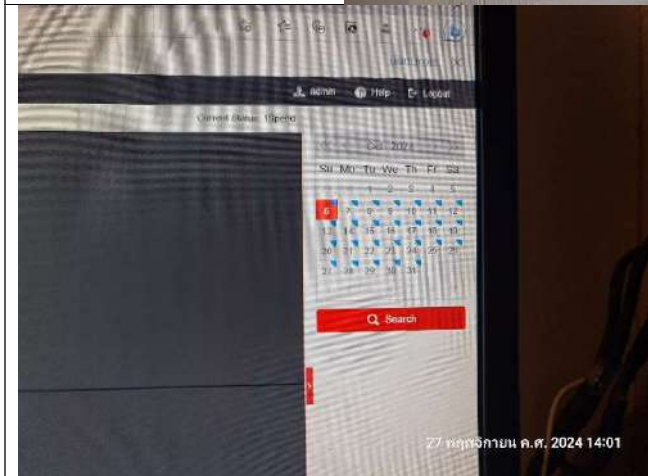 admin Help Logout
Current Status: 1Speed
Oct 2024
Su Mo Tu We Th Fr Sa
1 2 3 4 5
6 7 8 9 10 11 12
13 14 15 16 17 18 19
20 21 22 23 24 25 26
27 28 29 30 31
Search
27 พฤศจิกายน ค.ศ. 2024 14:01